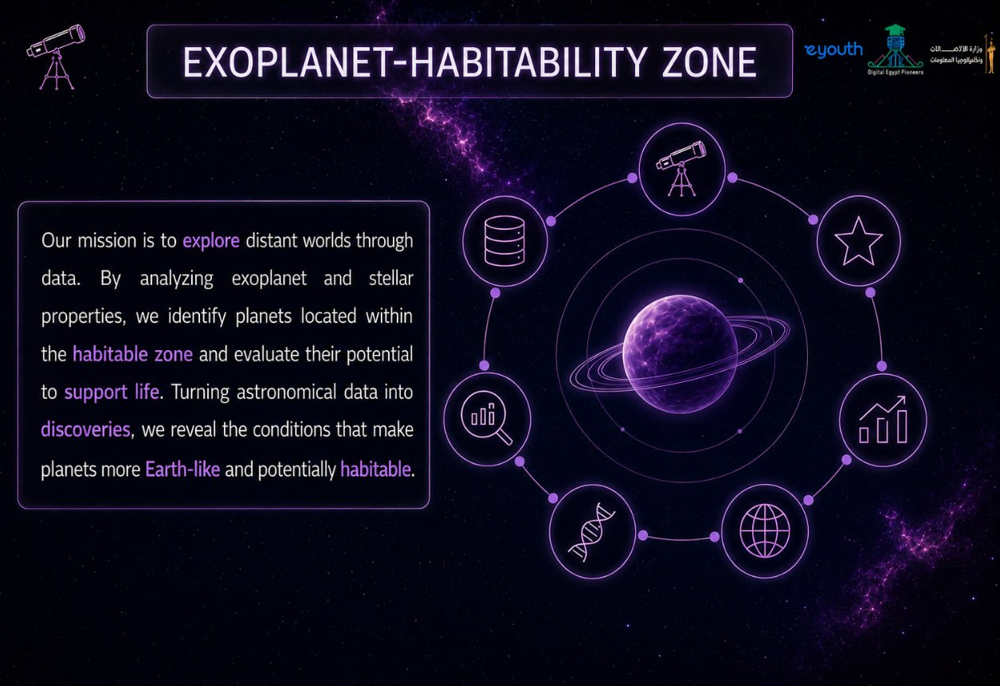 EXOPLANET-HABITABILITY ZONE
eyouth
Digital Egypt Pioneers
وزارة الاتصــــالات
وتكنولوجيا المعلومات
Our mission is to explore distant worlds through
data. By analyzing exoplanet and stellar
properties, we identify planets located within
the habitable zone and evaluate their potential
to support life. Turning astronomical data into
discoveries, we reveal the conditions that make
planets more Earth-like and potentially habitable.